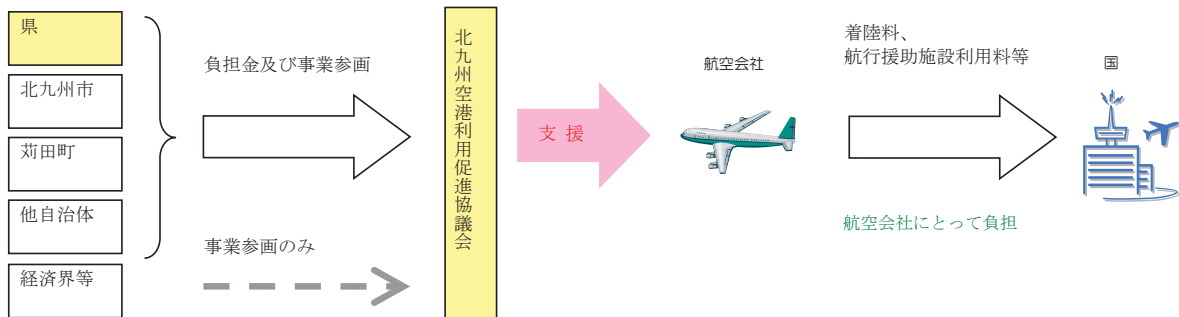 県
北九州市
苅田町
他自治体
経済界等
負担金及び事業参画
事業参画のみ
北九州空港利用促進協議会
支 援
航空会社
着陸料、
航行援助施設利用料等
航空会社にとって負担
国